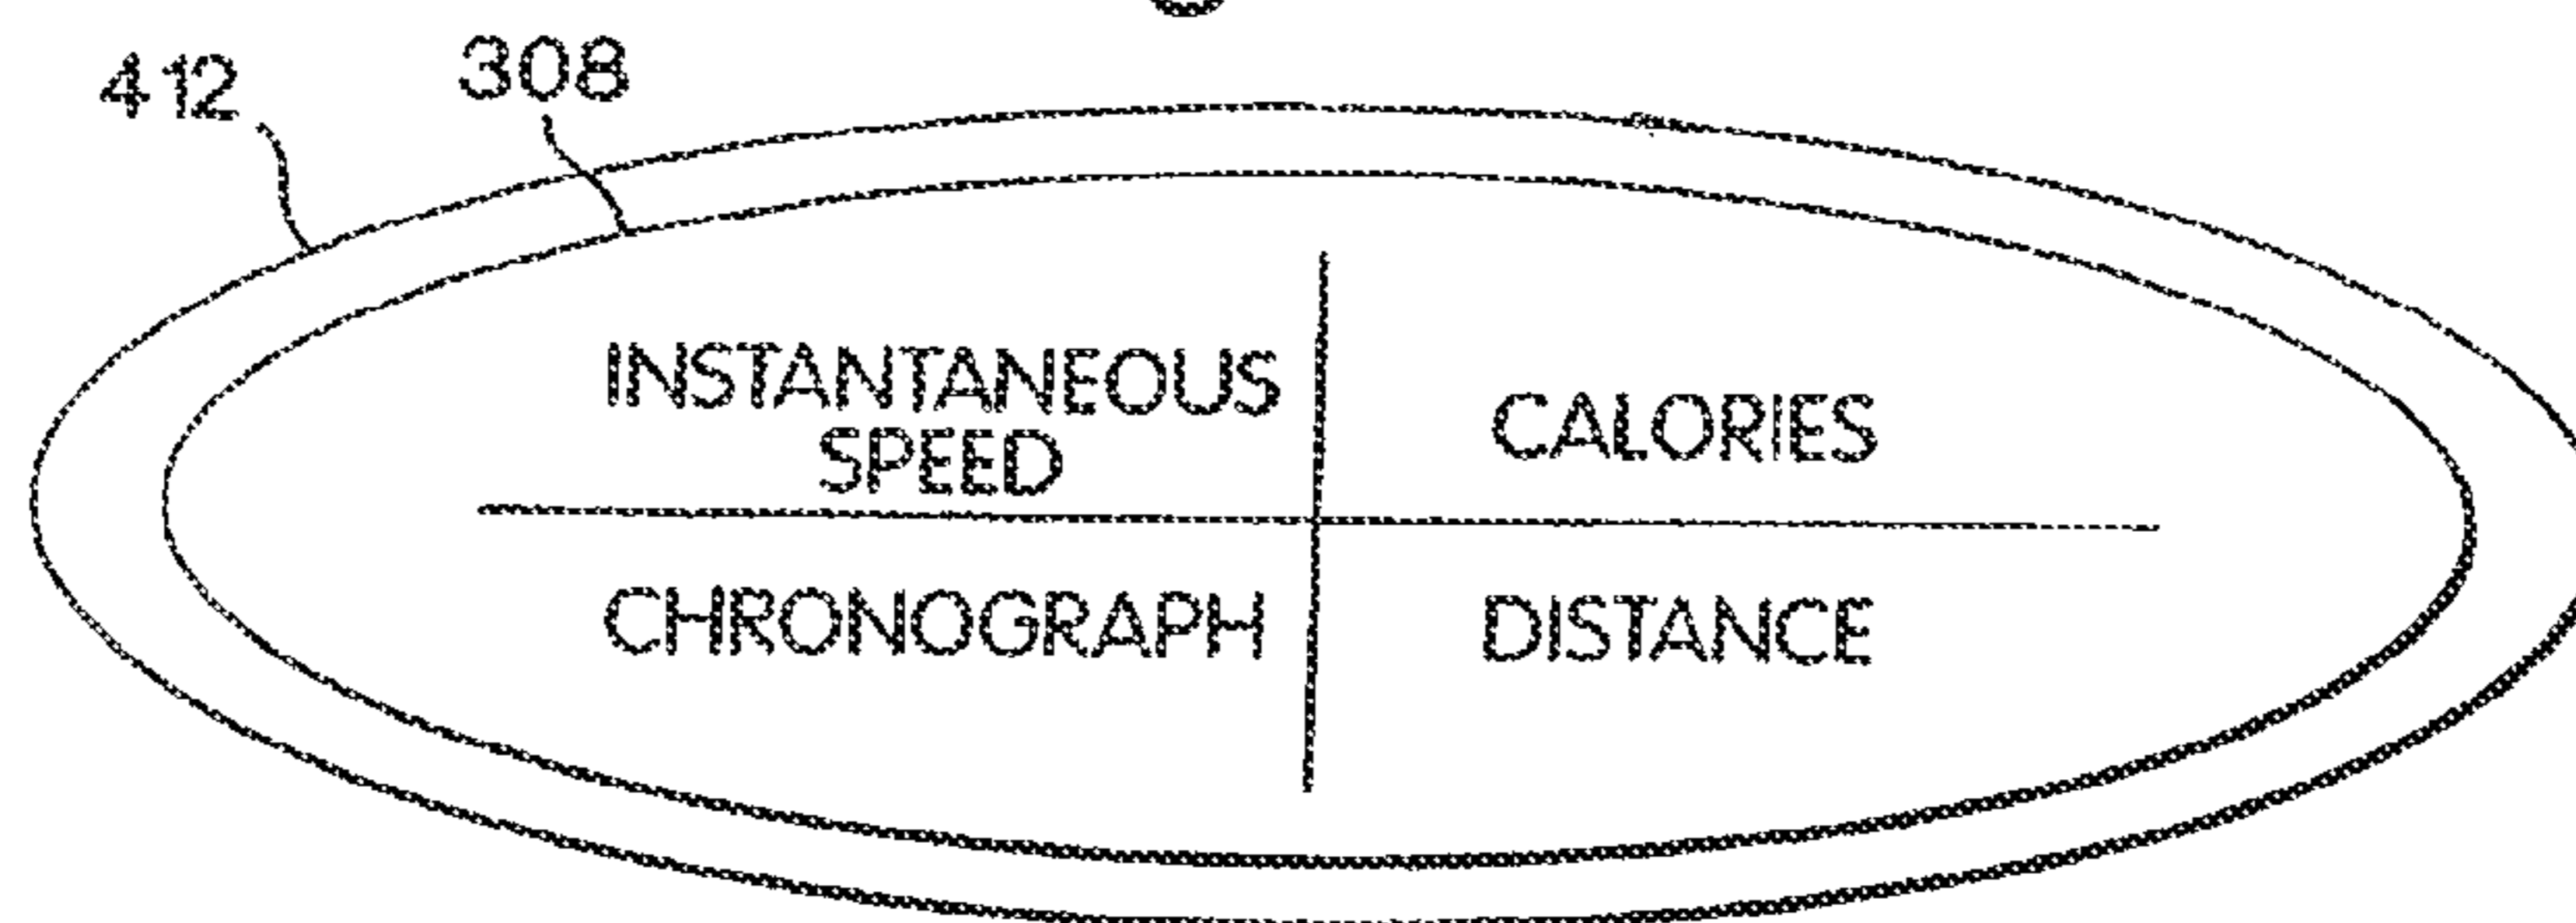 412
308
INSTANTANEOUS
SPEED
CALORIES
CHRONOGRAPH
DISTANCE